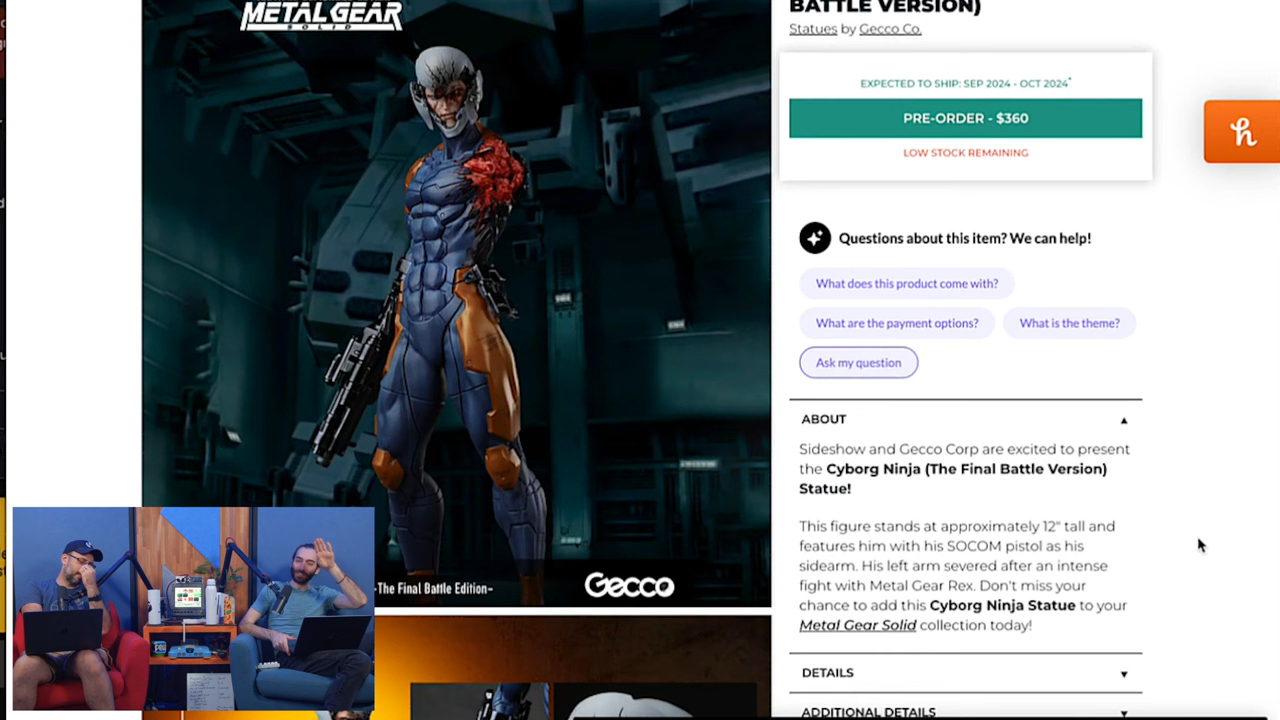 METAL GEAR
SOLID
-The Final Battle Edition-
Gecco
BATTLE VERSION)
Statues by Gecco Co.
EXPECTED TO SHIP: SEP 2024 - OCT 2024*
PRE-ORDER - $360
LOW STOCK REMAINING
h
Questions about this item? We can help!
What does this product come with?
What are the payment options?
What is the theme?
Ask my question
ABOUT
Sideshow and Gecco Corp are excited to present
the Cyborg Ninja (The Final Battle Version)
Statue!
This figure stands at approximately 12" tall and
features him with his SOCOM pistol as his
sidearm. His left arm severed after an intense
fight with Metal Gear Rex. Don't miss your
chance to add this Cyborg Ninja Statue to your
Metal Gear Solid collection today!
DETAILS
ADDITIONAL DETAILS